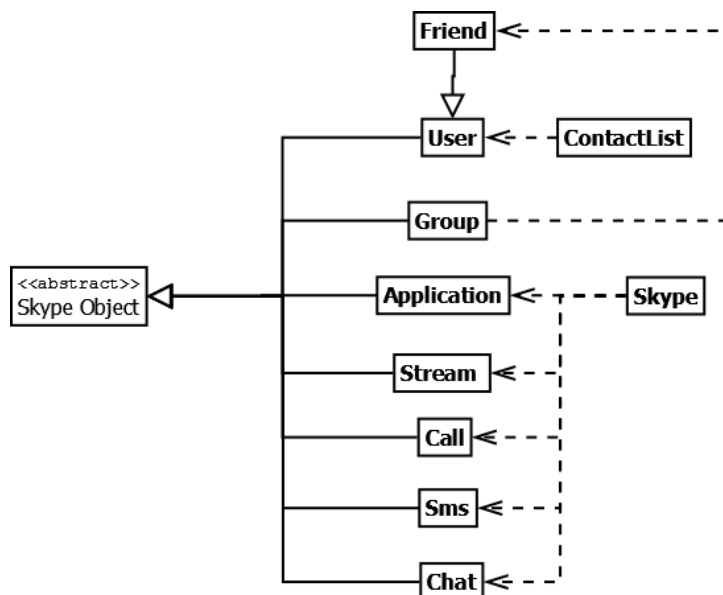 Friend
User
ContactList
Group
<<abstract>>
Skype Object
Application
Skype
Stream
Call
Sms
Chat